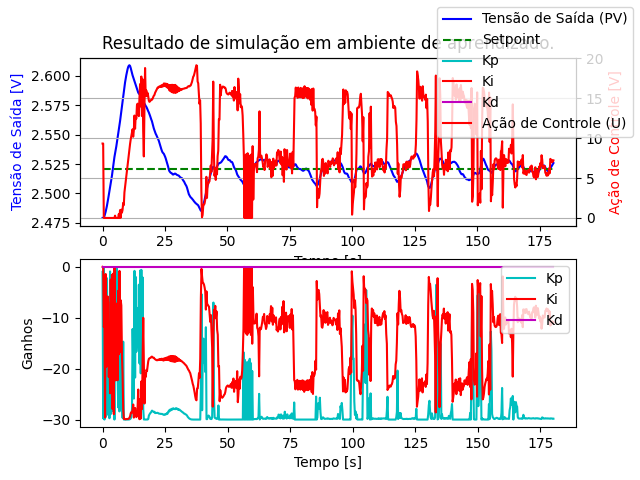 Resultado de simulação em ambiente de aprendizado.
Tensão de Saída (PV)
Setpoint
Kp
Ki
Kd
Ação de Controle (U)
Tensão de Saída [V]
2.600
2.575
2.550
2.525
2.500
2.475
20
15
10
5
0
Ação de Controle [V]
0 25 50 75 100 125 150 175
Tempo [s]
Kp
Ki
Kd
Ganhos
0
−10
−20
−30
0 25 50 75 100 125 150 175
Tempo [s]